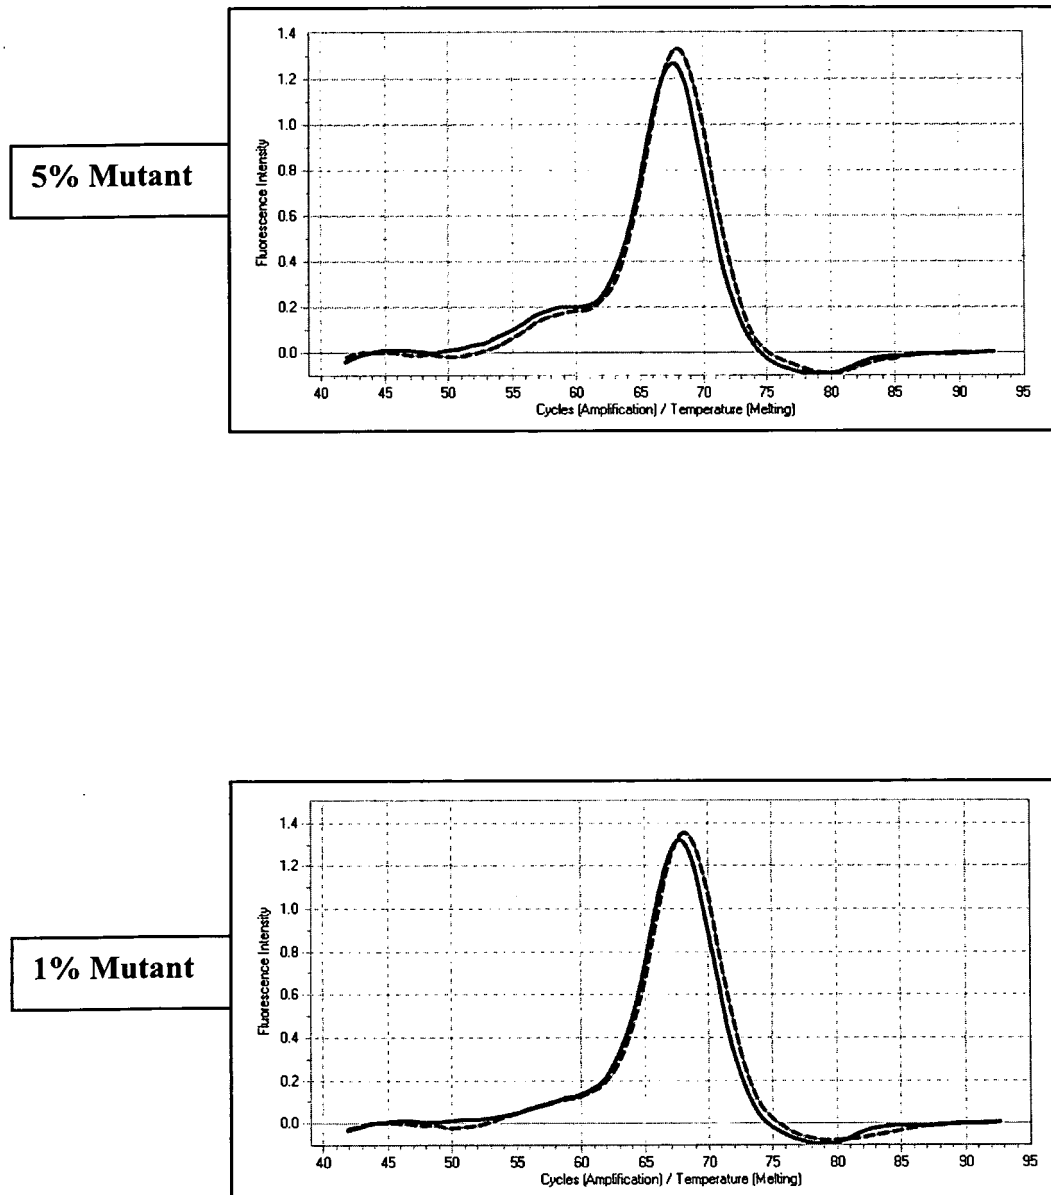 5% Mutant
Fluorescence Intensity
1.4
1.2
1.0
0.8
0.6
0.4
0.2
0.0
40 45 50 55 60 65 70 75 80 85 90 95
Cycles (Amplification) / Temperature (Melting)
1% Mutant
Fluorescence Intensity
1.4
1.2
1.0
0.8
0.6
0.4
0.2
0.0
40 45 50 55 60 65 70 75 80 85 90 95
Cycles (Amplification) / Temperature (Melting)